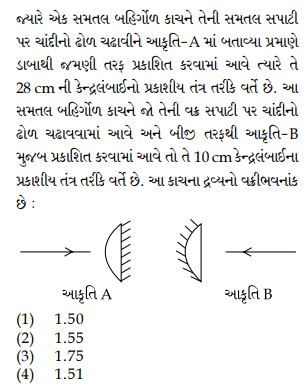 જ્યારે એક સમતલ બહિર્ગોળ કાચને તેની સમતલ સપાટી
પર ચાંદીનો ઢોળ ચઢાવીને આકૃતિ-A માં બતાવ્યા પ્રમાણે
ડાબાથી જમણી તરફ પ્રકાશિત કરવામાં આવે ત્યારે તે
28 cm ની કેન્દ્રલંબાઈનો પ્રકાશીય તંત્ર તરીકે વર્તે છે. આ
સમતલ બહિર્ગોળ કાચને જો તેની વક્ર સપાટી પર ચાંદીનો
ઢોળ ચઢાવવામાં આવે અને બીજી તરફથી આકૃતિ-B
મુજબ પ્રકાશિત કરવામાં આવે તો તે 10 cm કેન્દ્રલંબાઈના
પ્રકાશીય તંત્ર તરીકે વર્તે છે. આ કાચના દ્રવ્યનો વક્રીભવનાંક
છે :
આકૃતિ A આકૃતિ B
(1) 1.50
(2) 1.55
(3) 1.75
(4) 1.51